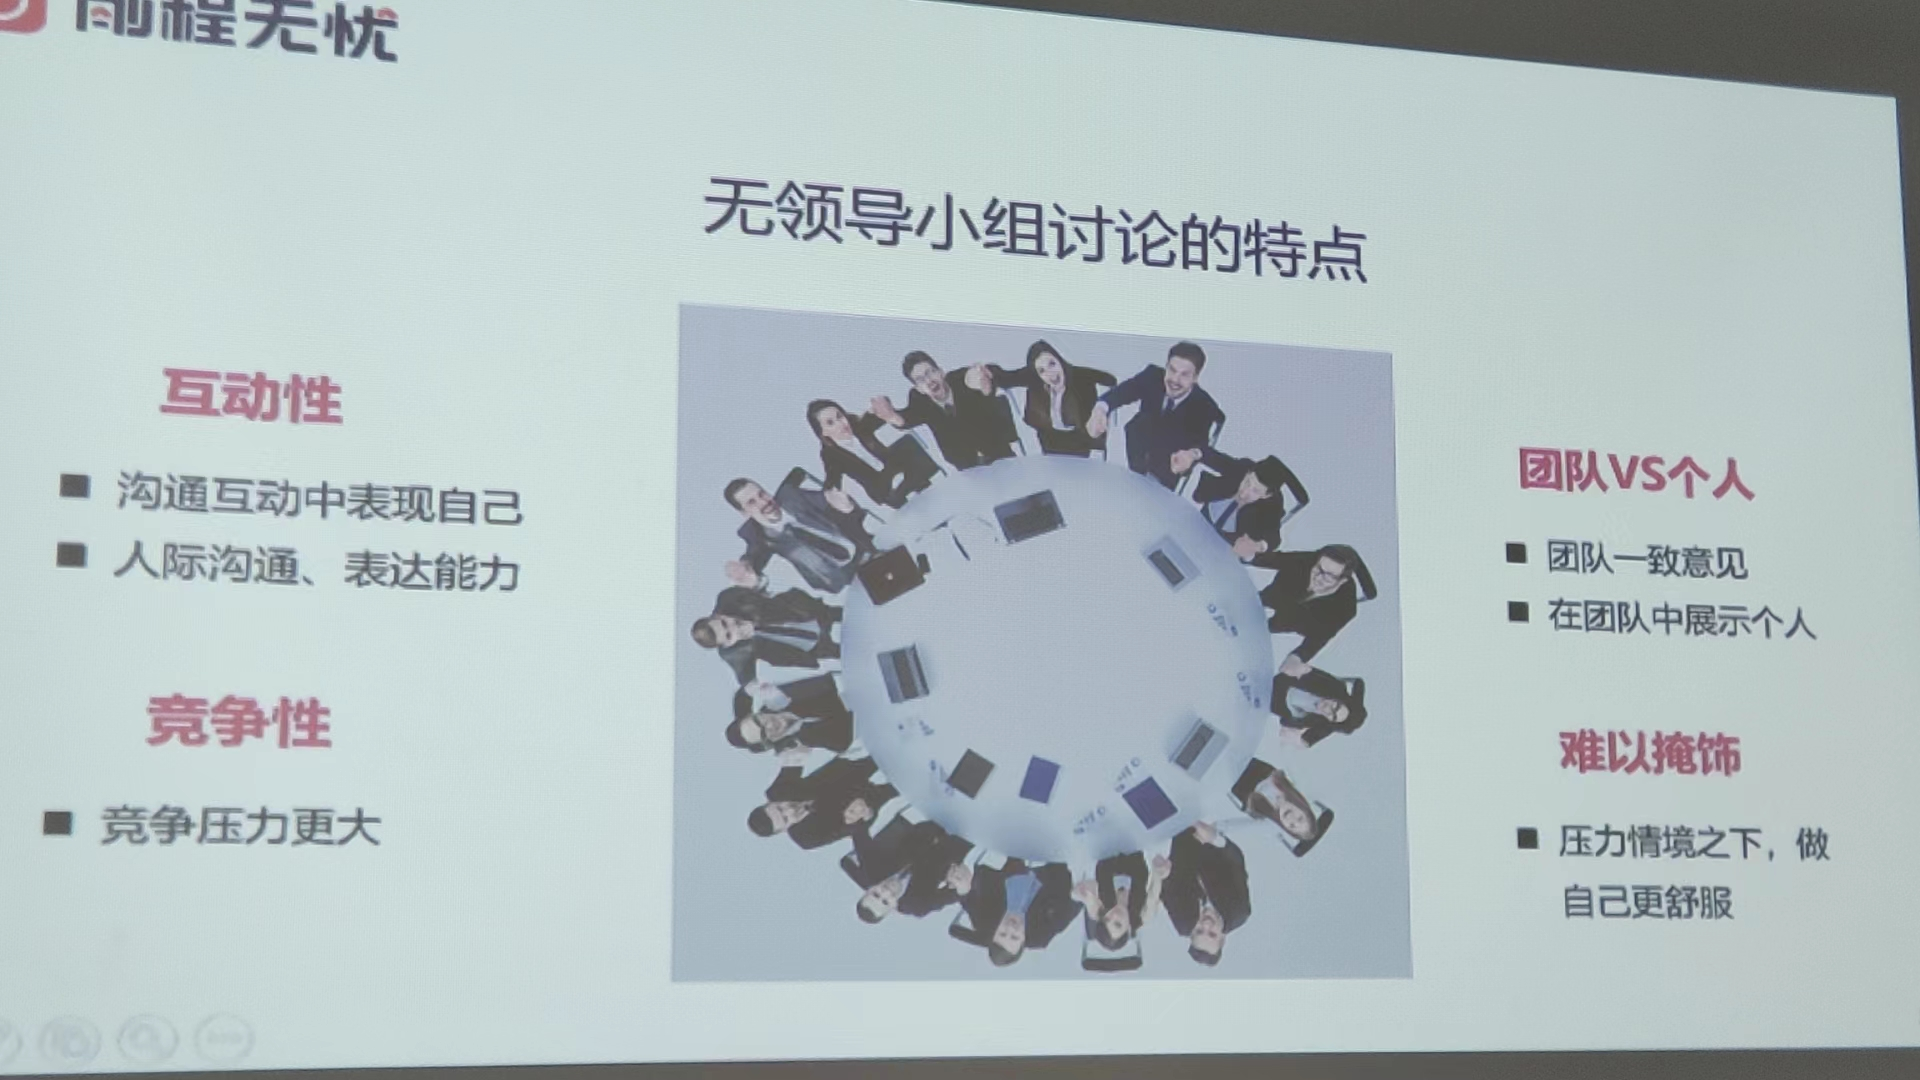 前程无忧
无领导小组讨论的特点
互动性
■ 沟通互动中表现自己
■ 人际沟通、表达能力
竞争性
■ 竞争压力更大
团队VS个人
■ 团队一致意见
■ 在团队中展示个人
难以掩饰
■ 压力情境之下，做
自己更舒服